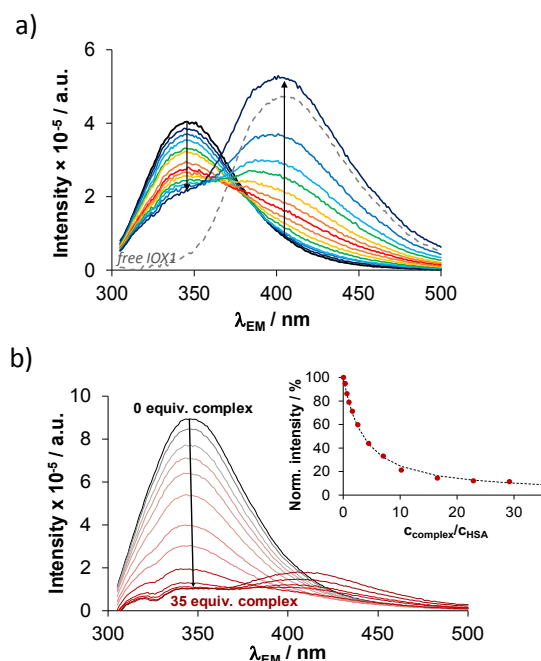 a)
Intensity × 10⁻⁵ / a.u.
6
4
2
0
free IOX1
300 350 400 450 500
λEM / nm
b)
Intensity x 10⁻⁵ / a.u.
10
8
6
4
2
0
0 equiv. complex
35 equiv. complex
300 350 400 450 500
λEM / nm
Norm. intensity / %
100
80
60
40
20
0
0 10 20 30
ccomplex/cHSA